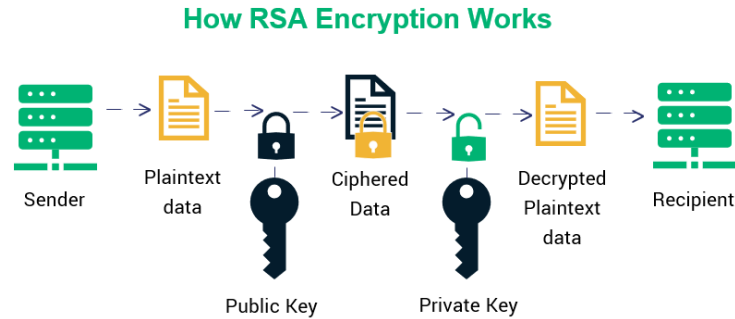 How RSA Encryption Works
Sender
Plaintext
data
Public Key
Ciphered
Data
Private Key
Decrypted
Plaintext
data
Recipient